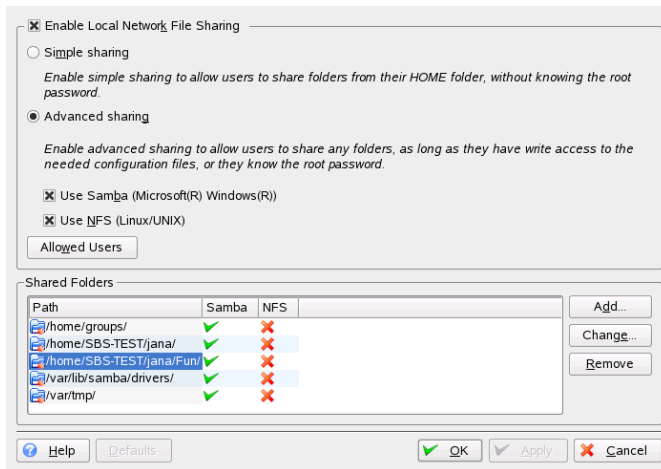 Enable Local Network File Sharing
Simple sharing
Enable simple sharing to allow users to share folders from their HOME folder, without knowing the root
password.
Advanced sharing
Enable advanced sharing to allow users to share any folders, as long as they have write access to the
needed configuration files, or they know the root password.
Use Samba (Microsoft(R) Windows(R))
Use NFS (Linux/UNIX)
Allowed Users
Shared Folders
Path Samba NFS
/home/groups/
/home/SBS-TEST/jana/
/home/SBS-TEST/jana/Fun/
/var/lib/samba/drivers/
/var/tmp/
Add...
Change...
Remove
Help Defaults OK Apply Cancel